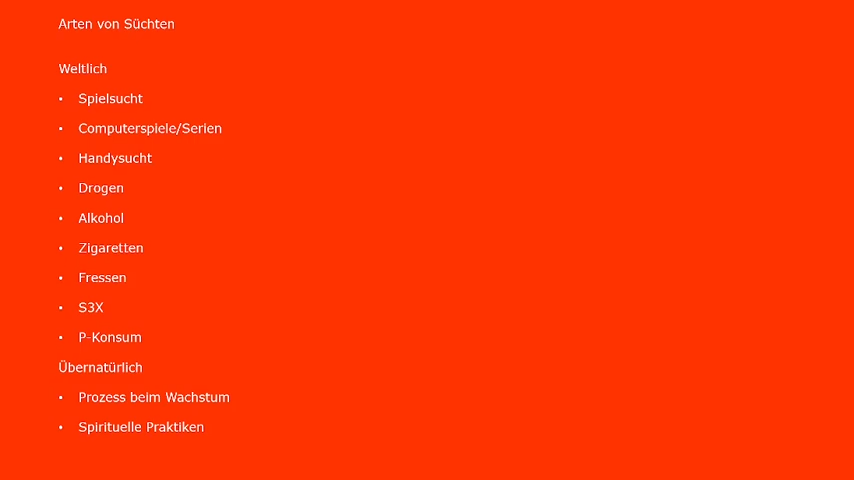 Arten von Süchten
Weltlich
• Spielsucht
• Computerspiele/Serien
• Handysucht
• Drogen
• Alkohol
• Zigaretten
• Fressen
• S3X
• P-Konsum
Übernatürlich
• Prozess beim Wachstum
• Spirituelle Praktiken